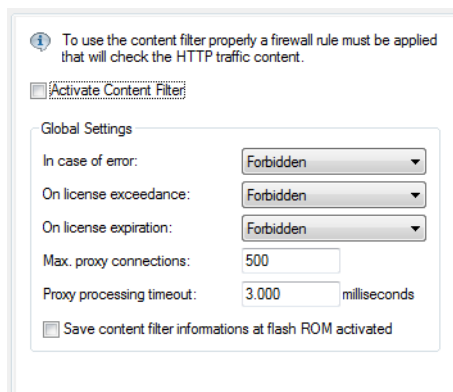 To use the content filter properly a firewall rule must be applied
that will check the HTTP traffic content.
Activate Content Filter
Global Settings
In case of error: Forbidden
On license exceedance: Forbidden
On license expiration: Forbidden
Max. proxy connections: 500
Proxy processing timeout: 3.000 milliseconds
Save content filter informations at flash ROM activated